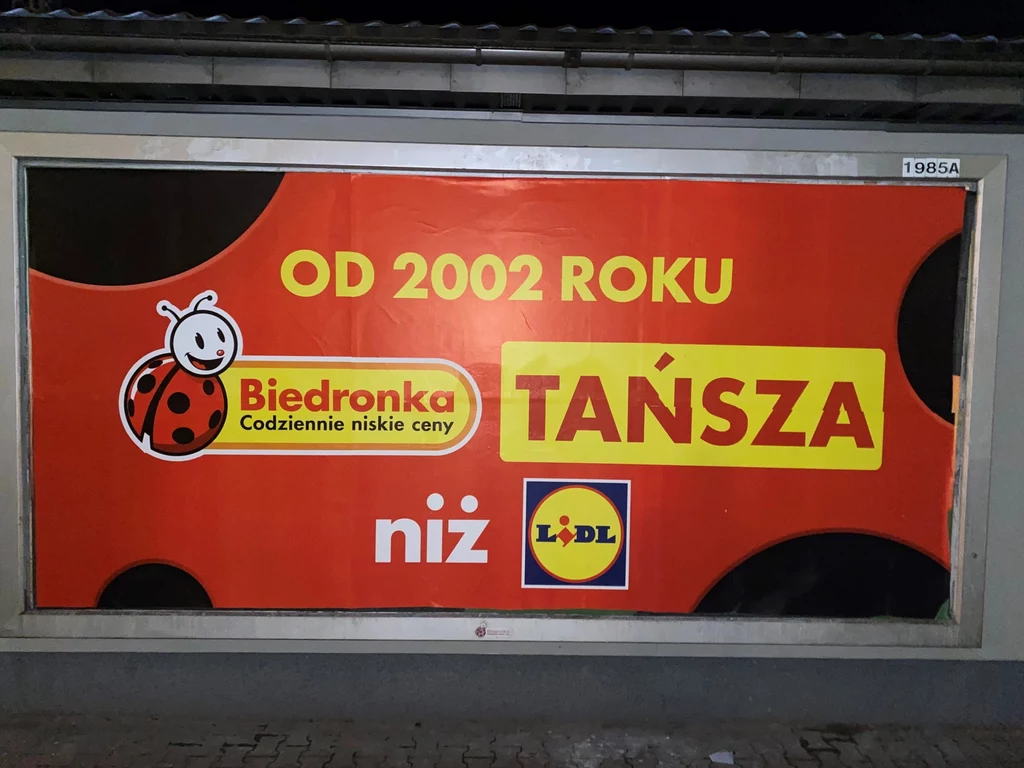 1985A
OD 2002 ROKU
Biedronka
Codziennie niskie ceny
TAŃSZA
niż
LIDL